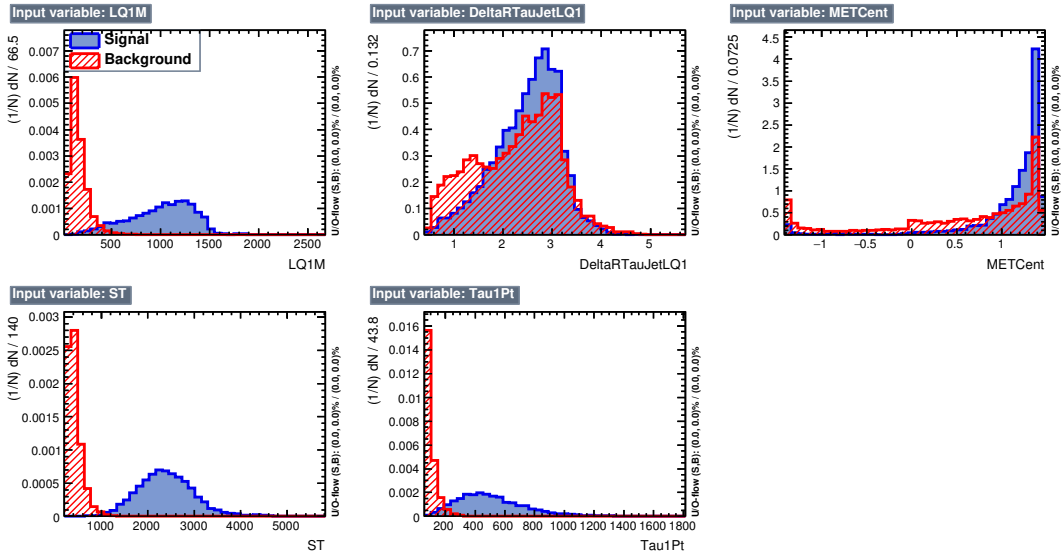 Input variable: LQ1M
(1/N) dN / 66.5
0.007
0.006
0.005
0.004
0.003
0.002
0.001
0
Signal
Background
500 1000 1500 2000 2500
LQ1M
U/O-flow (S,B): (0.0, 0.0)% / (0.0, 0.0)%
Input variable: DeltaRTauJetLQ1
(1/N) dN / 0.132
0.7
0.6
0.5
0.4
0.3
0.2
0.1
0
1 2 3 4 5
DeltaRTauJetLQ1
U/O-flow (S,B): (0.0, 0.0)% / (0.0, 0.0)%
Input variable: METCent
(1/N) dN / 0.0725
4.5
4
3.5
3
2.5
2
1.5
1
0.5
0
−1 −0.5 0 0.5 1
METCent
U/O-flow (S,B): (0.0, 0.0)% / (0.0, 0.0)%
Input variable: ST
(1/N) dN / 140
0.003
0.0025
0.002
0.0015
0.001
0.0005
0
1000 2000 3000 4000 5000
ST
U/O-flow (S,B): (0.0, 0.0)% / (0.0, 0.0)%
Input variable: Tau1Pt
(1/N) dN / 43.8
0.016
0.014
0.012
0.01
0.008
0.006
0.004
0.002
0
200 400 600 800 1000 1200 1400 1600 1800
Tau1Pt
U/O-flow (S,B): (0.0, 0.0)% / (0.0, 0.0)%